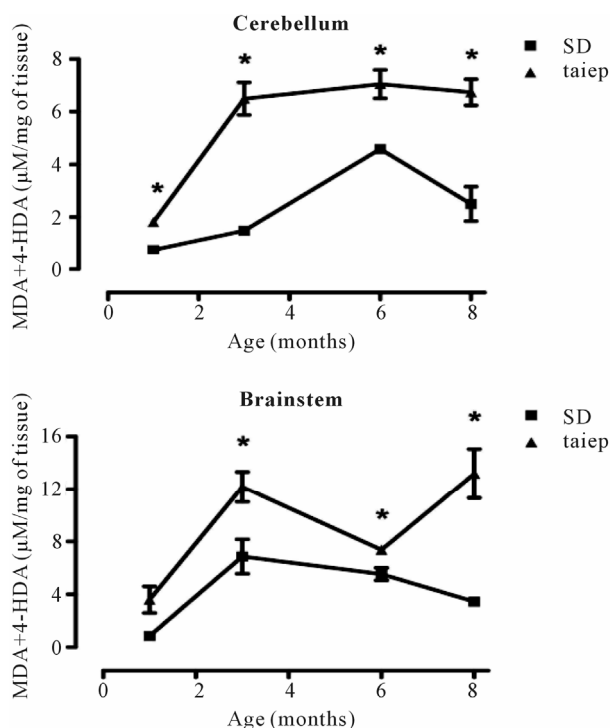 Cerebellum
MDA+4-HDA (μM/mg of tissue)
8
6
4
2
0
* * * *
SD
taiep
0 2 4 6 8
Age (months)
Brainstem
MDA+4-HDA (μM/mg of tissue)
16
12
8
4
0
* * *
SD
taiep
0 2 4 6 8
Age (months)